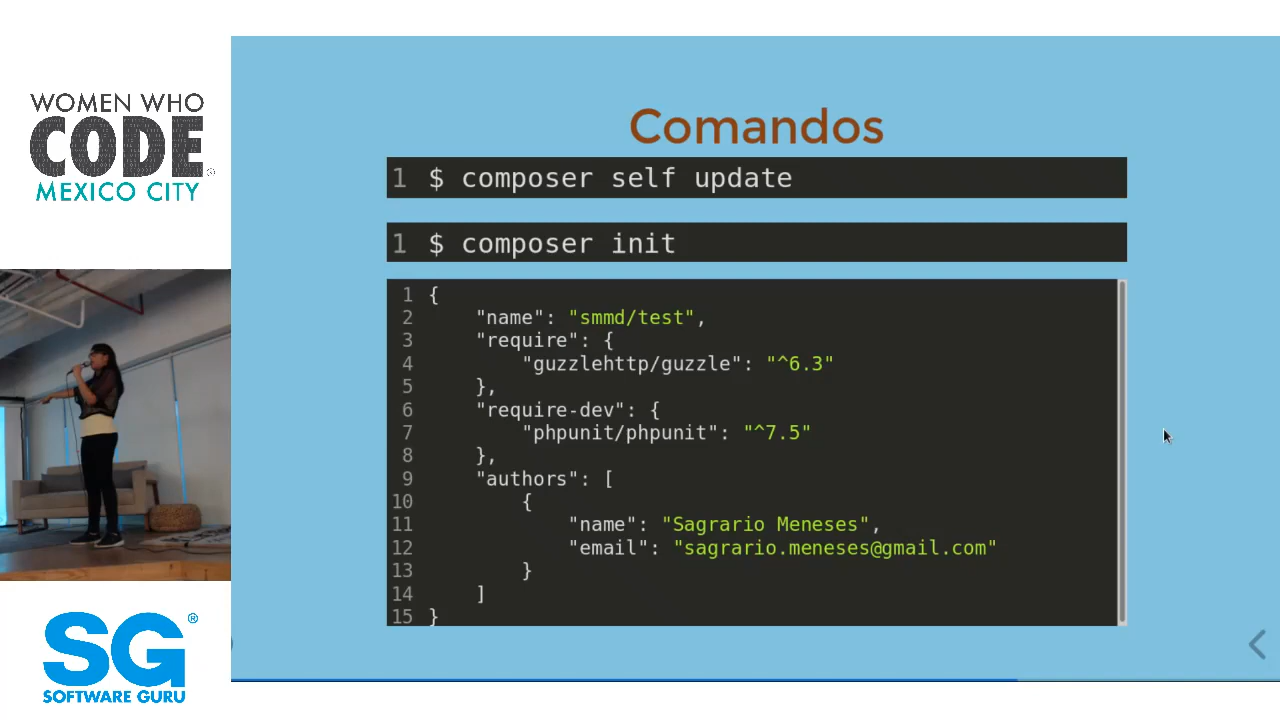 WOMEN WHO
CODE®
MEXICO CITY
Comandos
1 $ composer self update
1 $ composer init
1 {
2     "name": "smmd/test",
3     "require": {
4         "guzzlehttp/guzzle": "^6.3"
5     },
6     "require-dev": {
7         "phpunit/phpunit": "^7.5"
8     },
9     "authors": [
10         {
11             "name": "Sagrario Meneses",
12             "email": "sagrario.meneses@gmail.com"
13         }
14     ]
15 }
SG®
SOFTWARE GURU